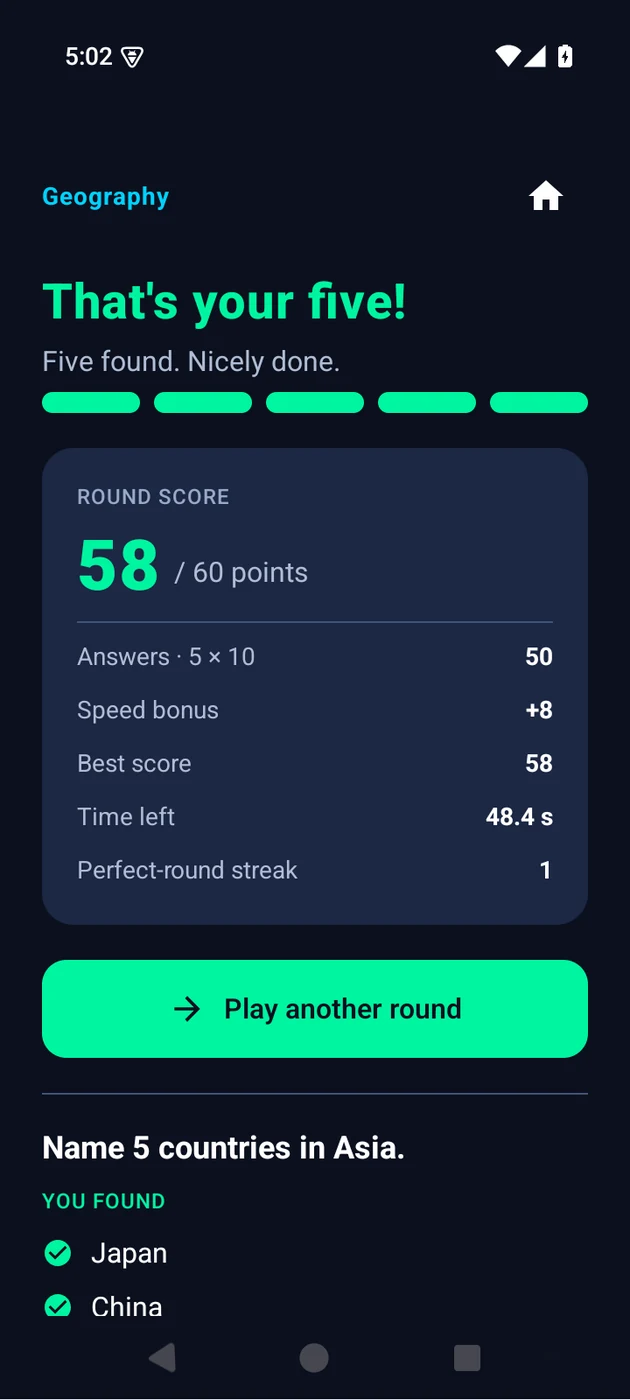 5:02
Geography
That's your five!
Five found. Nicely done.
ROUND SCORE
58 / 60 points
Answers · 5 × 10 50
Speed bonus +8
Best score 58
Time left 48.4 s
Perfect-round streak 1
Play another round
Name 5 countries in Asia.
YOU FOUND
Japan
China